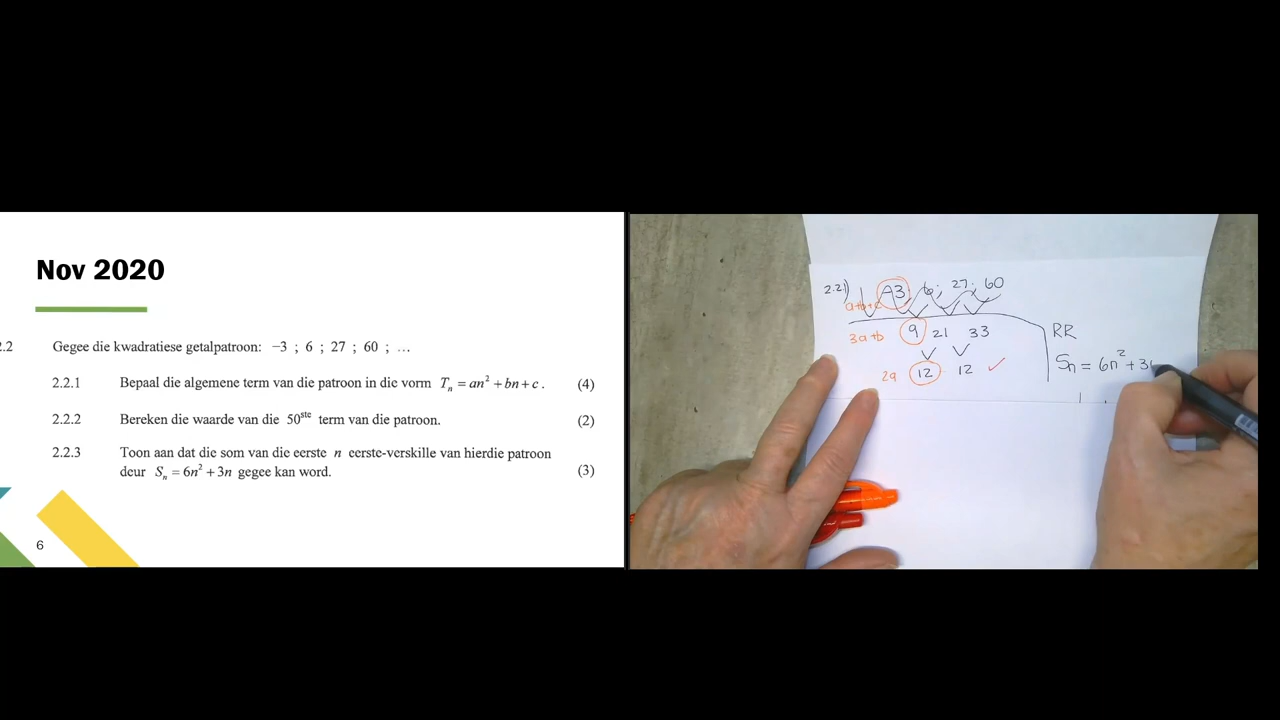 Nov 2020
2.2 Gegee die kwadratiese getalpatroon: −3 ; 6 ; 27 ; 60 ; …
2.2.1 Bepaal die algemene term van die patroon in die vorm Tₙ = an² + bn + c. (4)
2.2.2 Bereken die waarde van die 50ˢᵗᵉ term van die patroon. (2)
2.2.3 Toon aan dat die som van die eerste n eerste-verskille van hierdie patroon
deur Sₙ = 6n² + 3n gegee kan word. (3)
6
2.2.1) -3; 6; 27; 60
a+b+c
3a+b 9 21 33
2a 12 12 ✓
RR
Sₙ = 6n² + 3